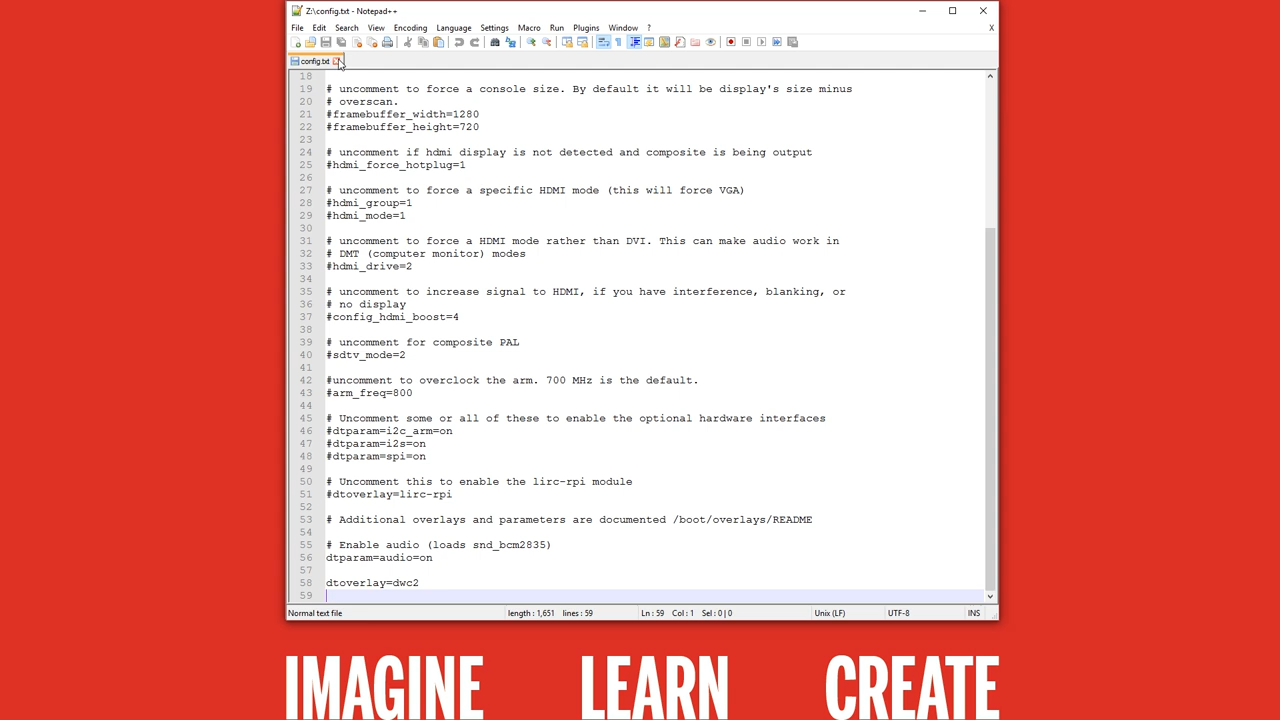 Z:\config.txt - Notepad++
File Edit Search View Encoding Language Settings Macro Run Plugins Window ? X
config.txt
18
19 # uncomment to force a console size. By default it will be display's size minus
20 # overscan.
21 #framebuffer_width=1280
22 #framebuffer_height=720
23
24 # uncomment if hdmi display is not detected and composite is being output
25 #hdmi_force_hotplug=1
26
27 # uncomment to force a specific HDMI mode (this will force VGA)
28 #hdmi_group=1
29 #hdmi_mode=1
30
31 # uncomment to force a HDMI mode rather than DVI. This can make audio work in
32 # DMT (computer monitor) modes
33 #hdmi_drive=2
34
35 # uncomment to increase signal to HDMI, if you have interference, blanking, or
36 # no display
37 #config_hdmi_boost=4
38
39 # uncomment for composite PAL
40 #sdtv_mode=2
41
42 #uncomment to overclock the arm. 700 MHz is the default.
43 #arm_freq=800
44
45 # Uncomment some or all of these to enable the optional hardware interfaces
46 #dtparam=i2c_arm=on
47 #dtparam=i2s=on
48 #dtparam=spi=on
49
50 # Uncomment this to enable the lirc-rpi module
51 #dtoverlay=lirc-rpi
52
53 # Additional overlays and parameters are documented /boot/overlays/README
54
55 # Enable audio (loads snd_bcm2835)
56 dtparam=audio=on
57
58 dtoverlay=dwc2
59
Normal text file length : 1,651 lines : 59 Ln : 59 Col : 1 Sel : 0 | 0 Unix (LF) UTF-8 INS
IMAGINE LEARN CREATE